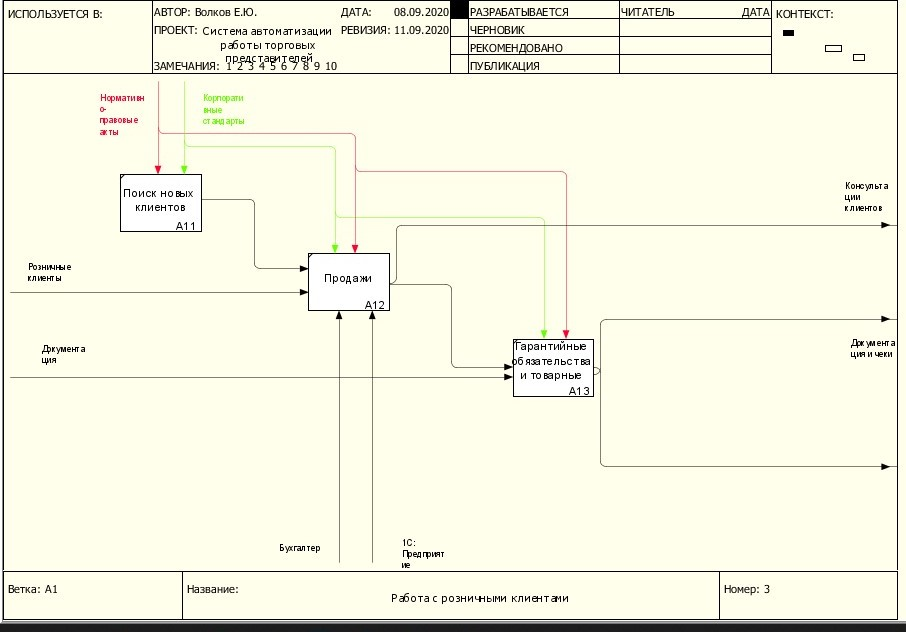 ИСПОЛЬЗУЕТСЯ В:
АВТОР: Волков Е.Ю.
ДАТА: 08.09.2020
ПРОЕКТ: Система автоматизации
работы торговых
представителей
РЕВИЗИЯ: 11.09.2020
ЗАМЕЧАНИЯ: 1 2 3 4 5 6 7 8 9 10
РАЗРАБАТЫВАЕТСЯ
ЧЕРНОВИК
РЕКОМЕНДОВАНО
ПУБЛИКАЦИЯ
ЧИТАТЕЛЬ ДАТА
КОНТЕКСТ:
Нормативн
о-
правовые
акты
Корпорати
вные
стандарты
Поиск новых
клиентов
A11
Консульта
ции
клиентов
Розничные
клиенты
Продажи
A12
Документа
ция
Гарантийные
обязательства
и товарные
A13
Документа
ция и чеки
Бухгалтер
1С:
Предприят
ие
Ветка: A1
Название:
Работа с розничными клиентами
Номер: 3